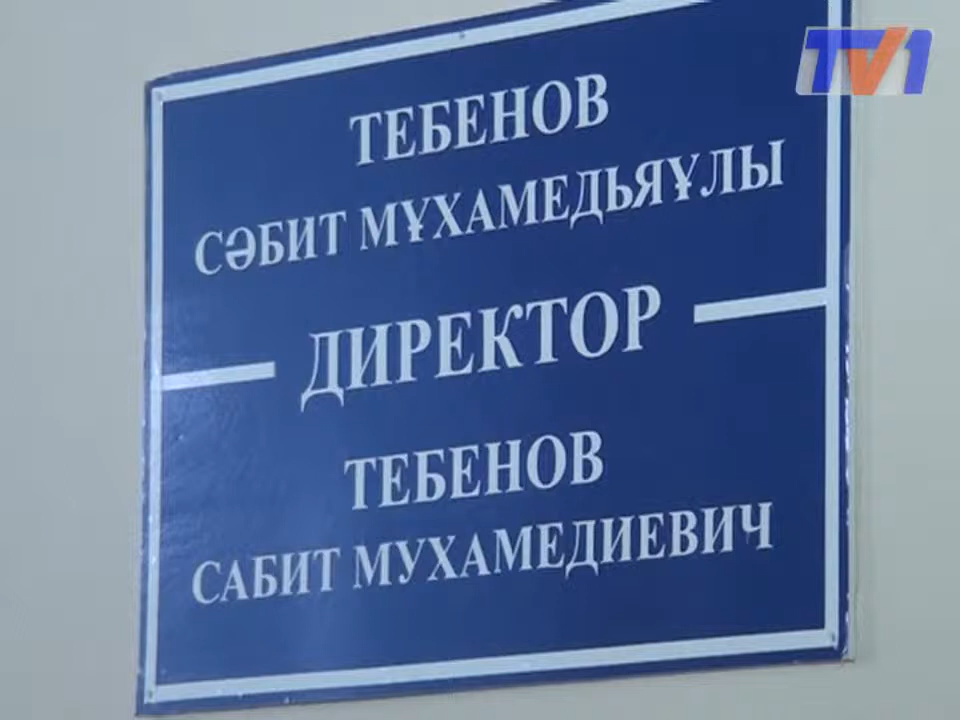 TV1
ТЕБЕНОВ
СӘБИТ МҰХАМЕДЬЯҰЛЫ
ДИРЕКТОР
ТЕБЕНОВ
САБИТ МУХАМЕДИЕВИЧ